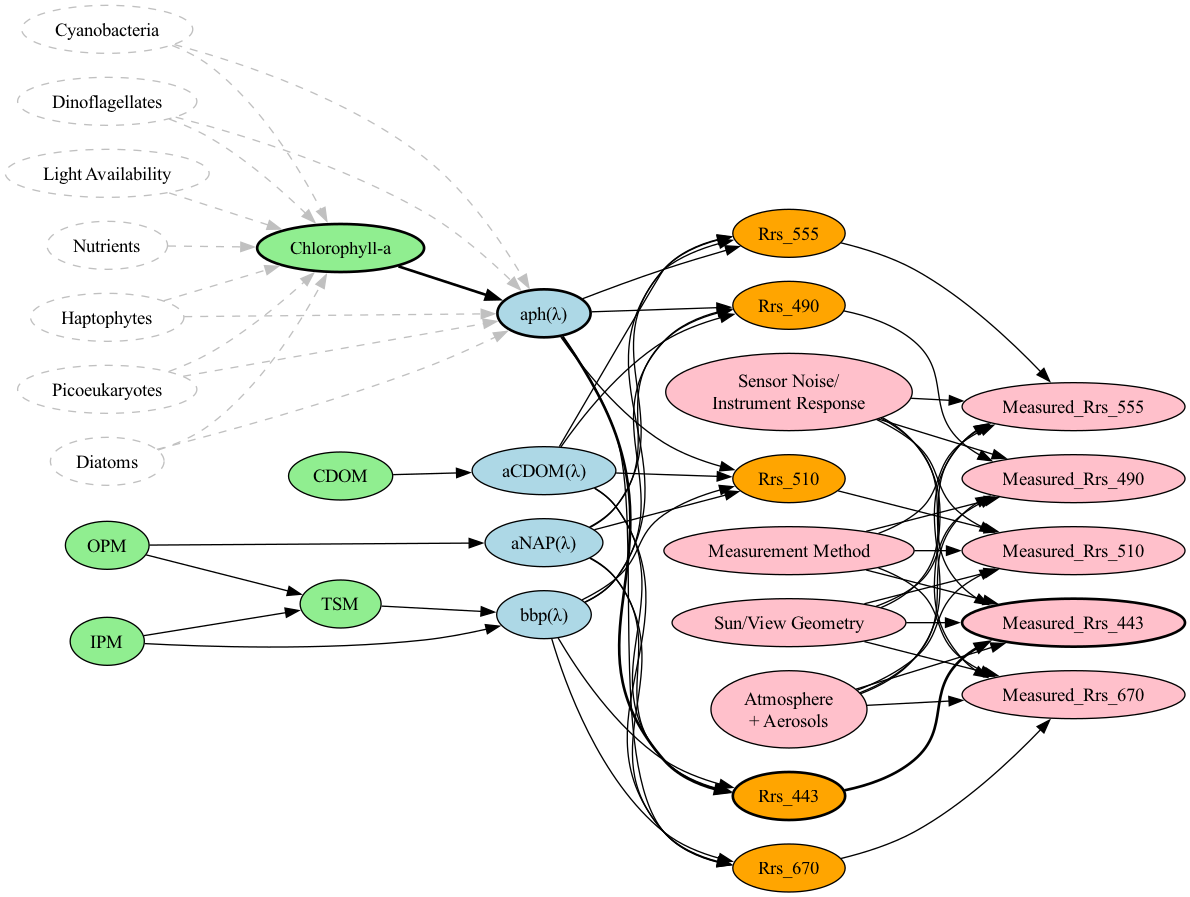 Cyanobacteria
Dinoflagellates
Light Availability
Nutrients
Haptophytes
Picoeukaryotes
Diatoms
Chlorophyll-a
CDOM
OPM
TSM
IPM
aph(λ)
aCDOM(λ)
aNAP(λ)
bbp(λ)
Rrs_555
Rrs_490
Sensor Noise/
Instrument Response
Rrs_510
Measurement Method
Sun/View Geometry
Atmosphere
+ Aerosols
Rrs_443
Rrs_670
Measured_Rrs_555
Measured_Rrs_490
Measured_Rrs_510
Measured_Rrs_443
Measured_Rrs_670